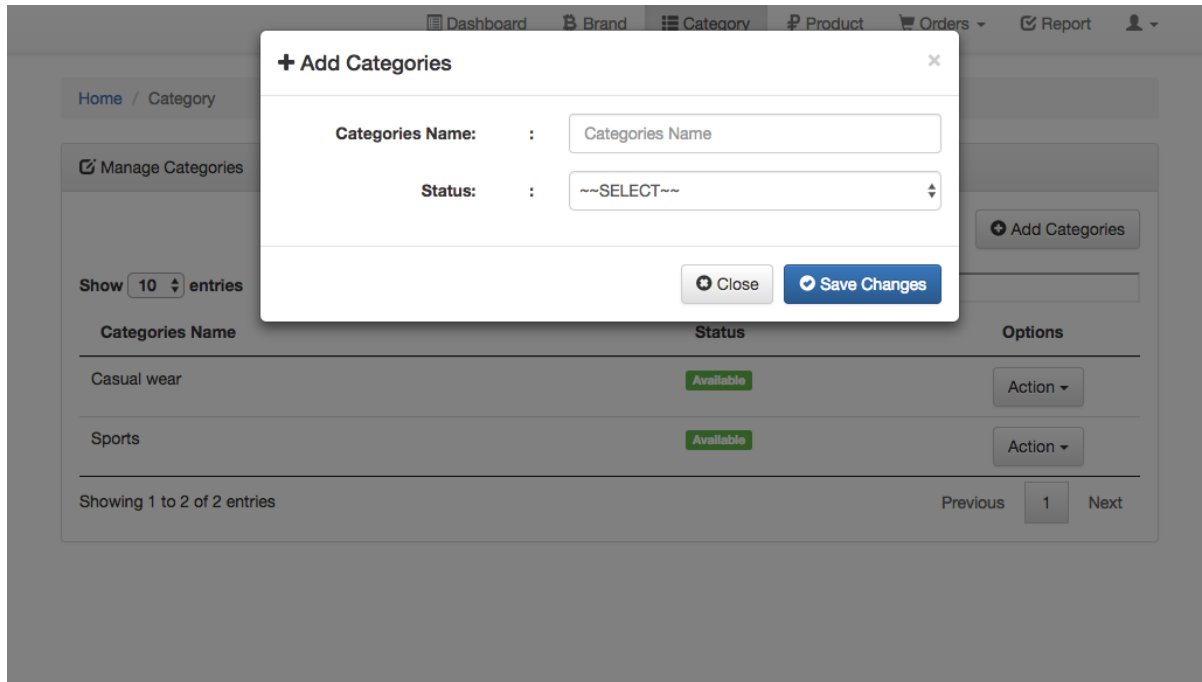 Dashboard Brand Category Product Orders Report
Add Categories ×
Home / Category
Categories Name: : Categories Name
Manage Categories
Status: : ~~SELECT~~
Add Categories
Show 10 entries
Close Save Changes
Categories Name Status Options
Casual wear Available Action
Sports Available Action
Showing 1 to 2 of 2 entries Previous 1 Next